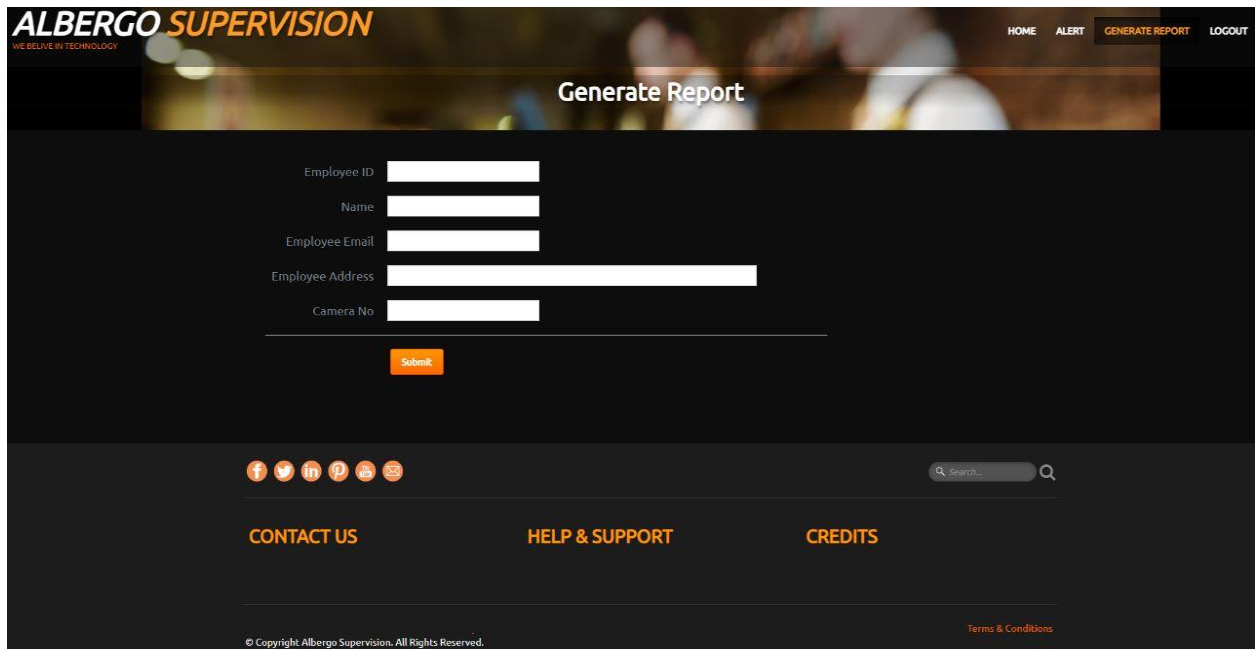 ALBERGO SUPERVISION
WE BELIVE IN TECHNOLOGY
HOME ALERT GENERATE REPORT LOGOUT
Generate Report
Employee ID
Name
Employee Email
Employee Address
Camera No
Submit
Search...
CONTACT US HELP & SUPPORT CREDITS
Terms & Conditions
© Copyright Albergo Supervision. All Rights Reserved.